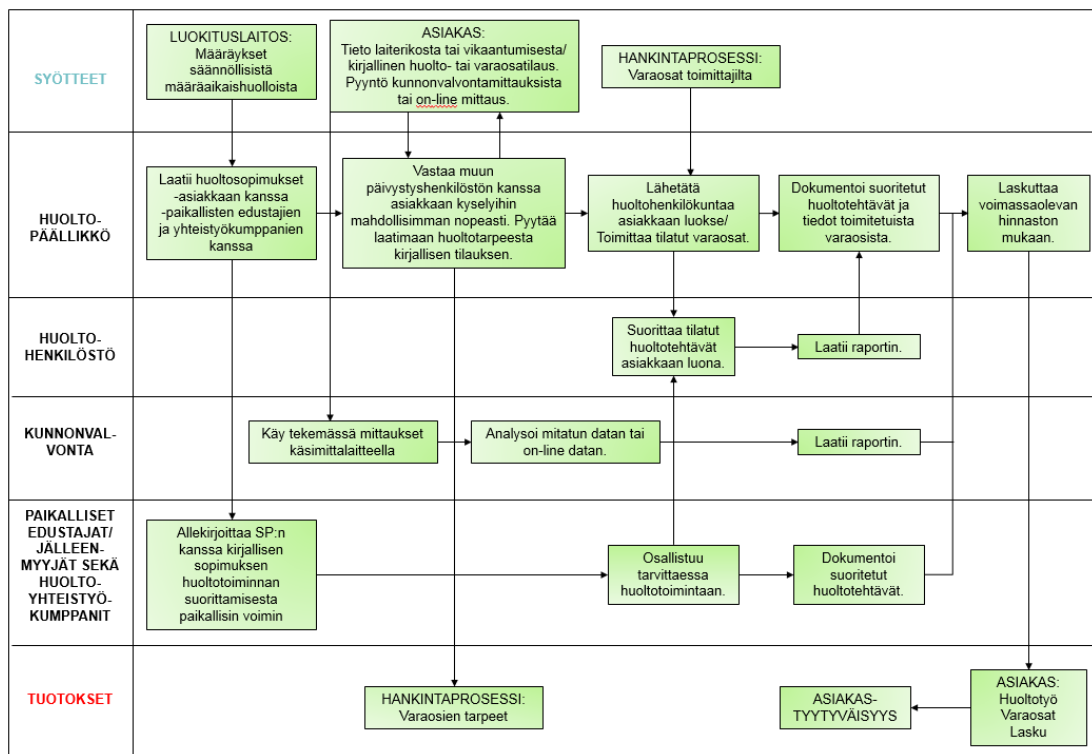 SYÖTTEET
LUOKITUSLAITOS:
Määräykset
säännöllisistä
määräaikaishuolloista
ASIAKAS:
Tieto laiterikosta tai vikaantumisesta/
kirjallinen huolto- tai varaosatilaus.
Pyyntö kunnonvalvontamittauksista
tai on-line mittaus.
HANKINTAPROSESSI:
Varaosat toimittajilta
HUOLTO-
PÄÄLLIKKÖ
Laatii huoltosopimukset
-asiakkaan kanssa
-paikallisten edustajien
ja yhteistyökumppanien
kanssa
Vastaa muun
päivystyshenkilöstön kanssa
asiakkaan kyselyihin
mahdollisimman nopeasti. Pyytää
laatimaan huoltotarpeesta
kirjallisen tilauksen.
Lähetätä
huoltohenkilökuntaa
asiakkaan luokse/
Toimittaa tilatut varaosat.
Dokumentoi suoritetut
huoltotehtävät ja
tiedot toimitetuista
varaosista.
Laskuttaa
voimassaolevan
hinnaston
mukaan.
HUOLTO-
HENKILÖSTÖ
Suorittaa tilatut
huoltotehtävät
asiakkaan luona.
Laatii raportin.
KUNNONVAL-
VONTA
Käy tekemässä mittaukset
käsimittalaitteella
Analysoi mitatun datan tai
on-line datan.
Laatii raportin.
PAIKALLISET
EDUSTAJAT/
JÄLLEEN-
MYYJÄT SEKÄ
HUOLTO-
YHTEISTYÖ-
KUMPPANIT
Allekirjoittaa SP:n
kanssa kirjallisen
sopimuksen
huoltotoiminnan
suorittamisesta
paikallisin voimin
Osallistuu
tarvittaessa
huoltotoimintaan.
Dokumentoi
suoritetut
huoltotehtävät.
TUOTOKSET
HANKINTAPROSESSI:
Varaosien tarpeet
ASIAKAS-
TYYTYVÄISYYS
ASIAKAS:
Huoltotyö
Varaosat
Lasku